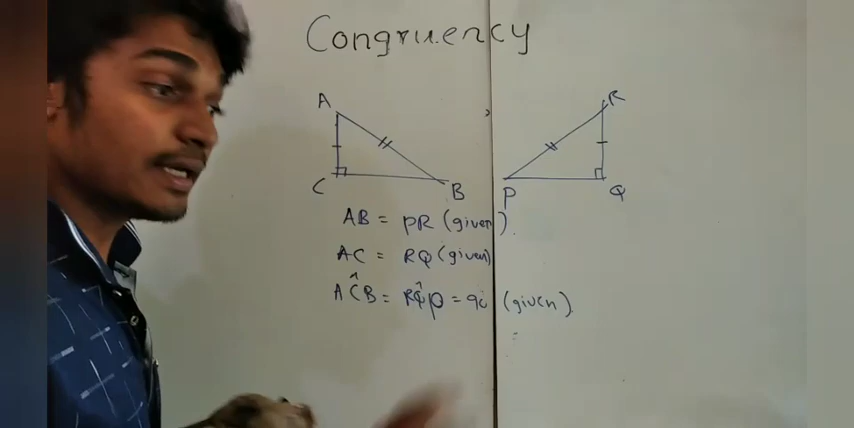 Congruency
A R
C B P Q
AB = PR (given).
AC = RQ (given)
AĈB = RQ̂P = 90 (given).